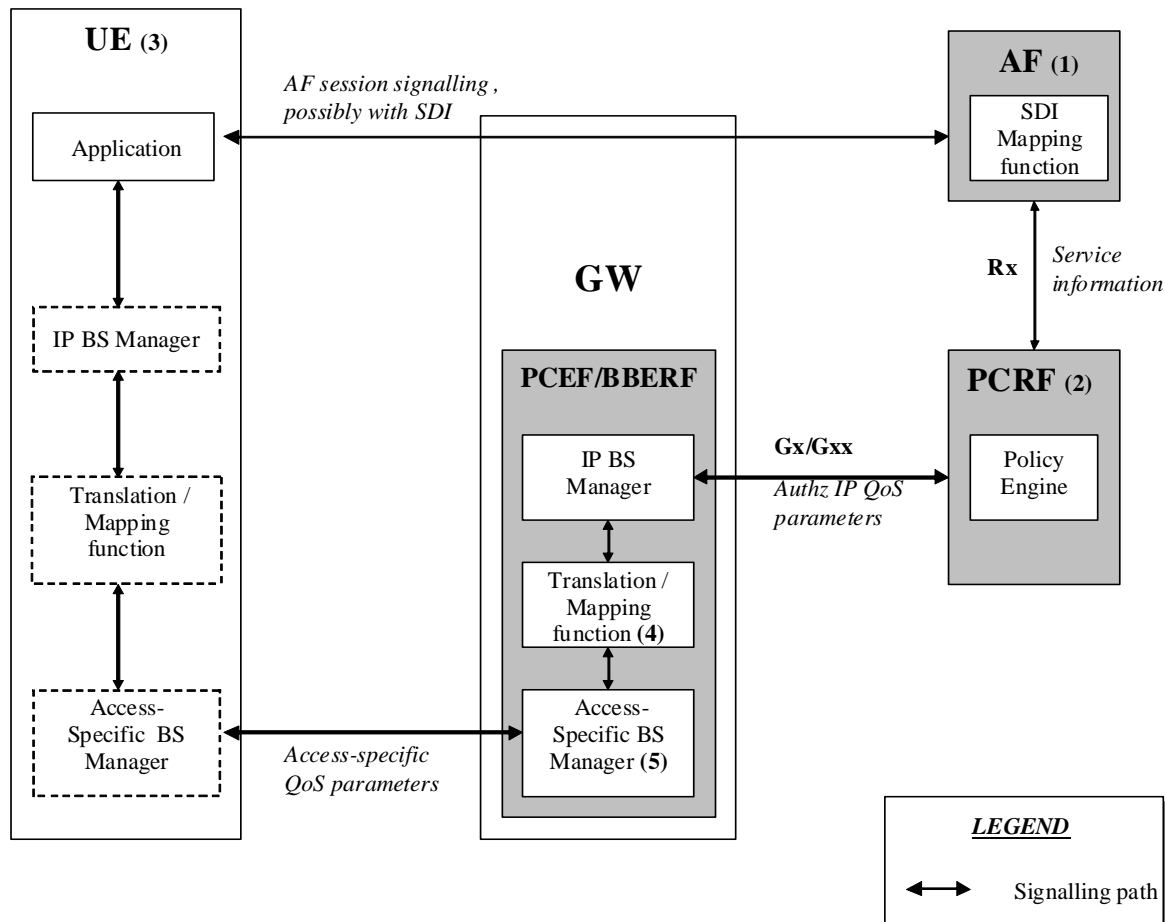 UE (3)
AF session signalling ,
possibly with SDI
Application
IP BS Manager
Translation /
Mapping
function
Access-
Specific BS
Manager
Access-specific
QoS parameters
GW
PCEF/BBERF
IP BS
Manager
Translation /
Mapping
function (4)
Access-
Specific BS
Manager (5)
Gx/Gxx
Authz IP QoS
parameters
AF (1)
SDI
Mapping
function
Rx
Service
information
PCRF (2)
Policy
Engine
LEGEND
Signalling path